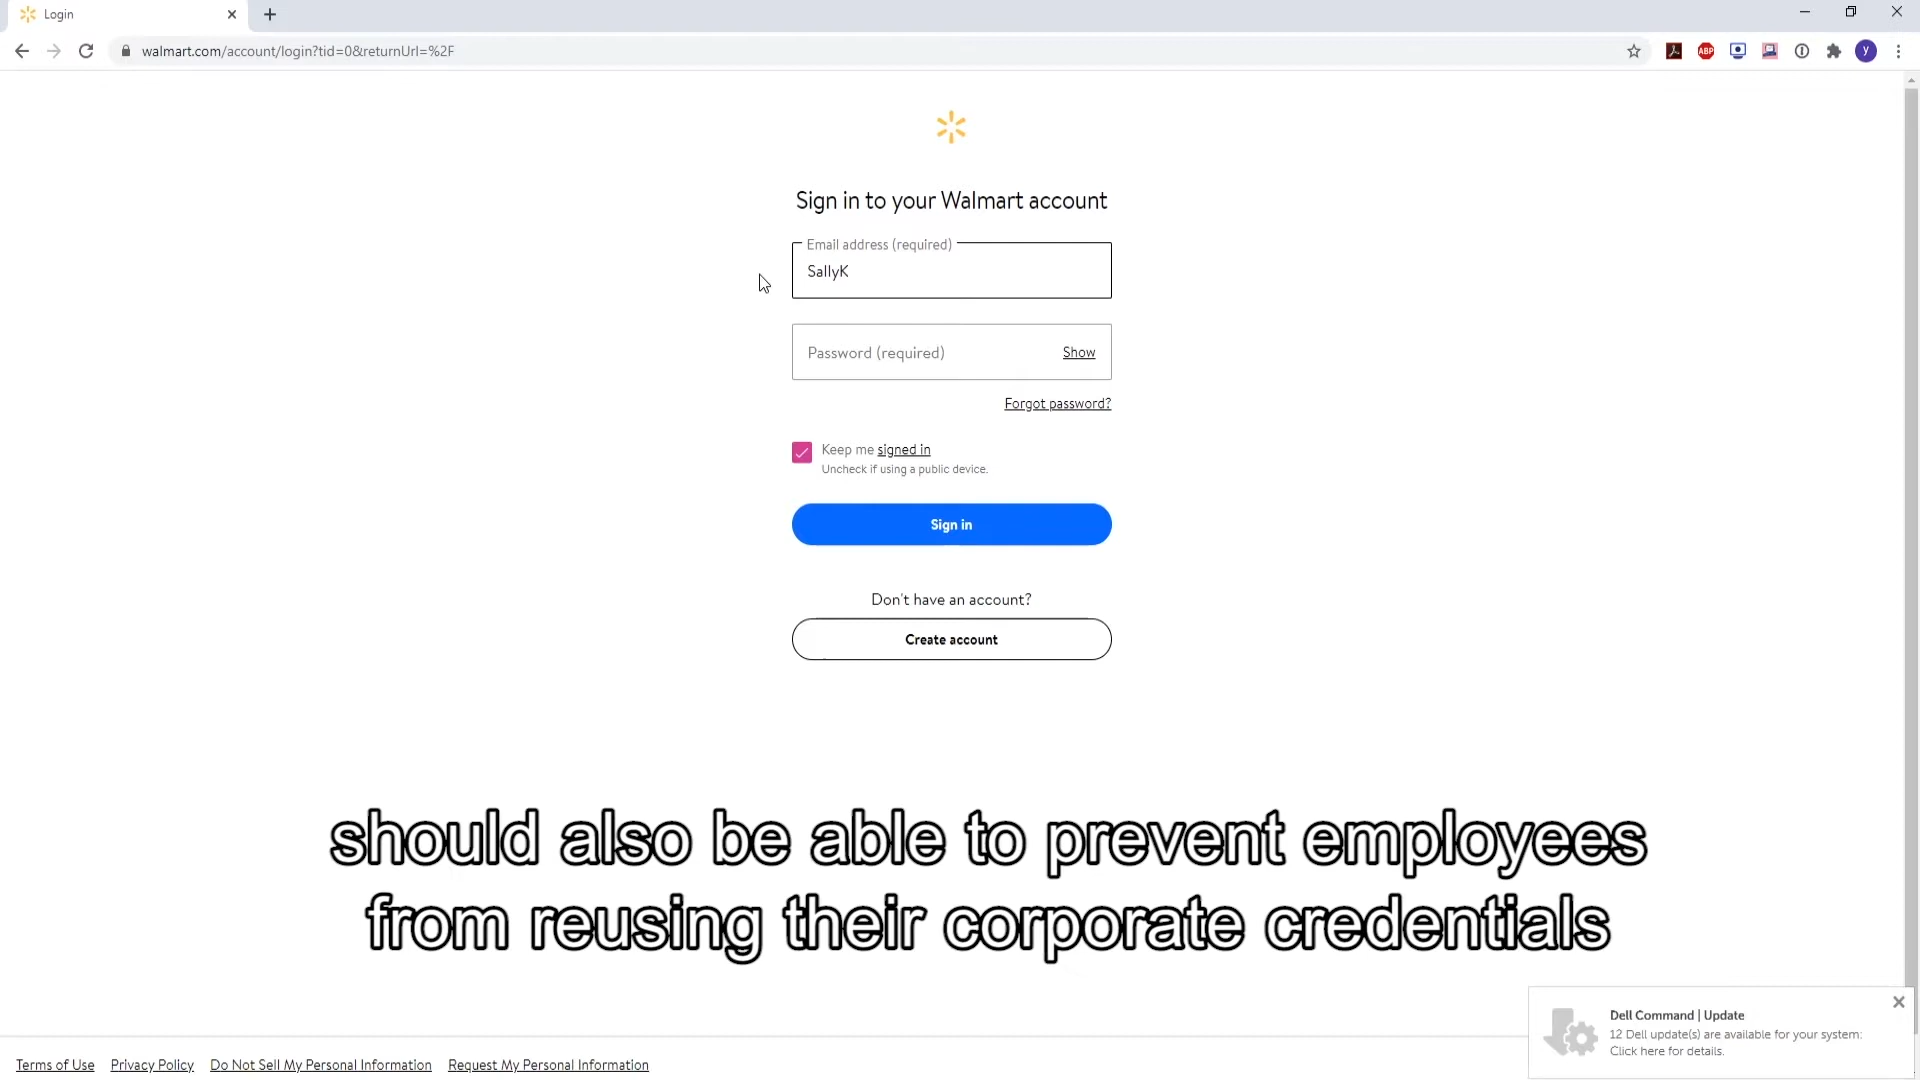 Login
walmart.com/account/login?tid=0&returnUrl=%2F
ABP
y
Sign in to your Walmart account
Email address (required)
SallyK
Password (required) Show
Forgot password?
Keep me signed in
Uncheck if using a public device.
Sign in
Don't have an account?
Create account
should also be able to prevent employees
from reusing their corporate credentials
Dell Command | Update
12 Dell update(s) are available for your system:
Click here for details.
Terms of Use Privacy Policy Do Not Sell My Personal Information Request My Personal Information